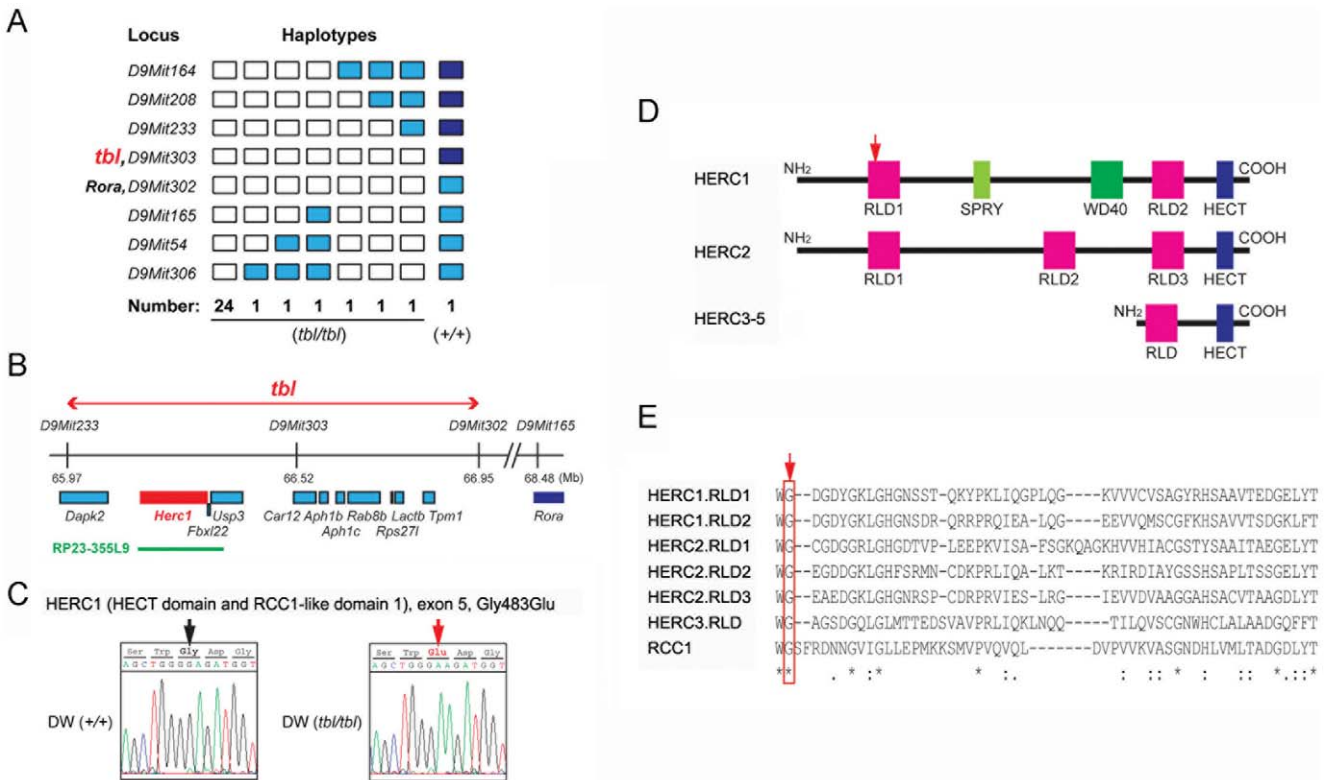 A
Locus Haplotypes
D9Mit164
D9Mit208
D9Mit233
tbl, D9Mit303
Rora, D9Mit302
D9Mit165
D9Mit54
D9Mit306
Number: 24 1 1 1 1 1 1 1
(tbl/tbl) (+/+)
B
tbl
D9Mit233 D9Mit303 D9Mit302 D9Mit165
65.97 66.52 66.95 68.48 (Mb)
Dapk2 Herc1 Usp3 Car12 Aph1b Rab8b Lactb Tpm1 Rora
Fbxl22 Aph1c Rps27l
RP23-355L9
C
HERC1 (HECT domain and RCC1-like domain 1), exon 5, Gly483Glu
Ser Trp Gly Asp Gly
AGCTGGGGAGATGGT
DW (+/+)
Ser Trp Glu Asp Gly
AGCTGGGAAGATGGT
DW (tbl/tbl)
D
HERC1 NH2 COOH
RLD1 SPRY WD40 RLD2 HECT
HERC2 NH2 COOH
RLD1 RLD2 RLD3 HECT
HERC3-5 NH2 COOH
RLD HECT
E
HERC1.RLD1 WG--DGDYGKLGHGNSST-QKYPKLIQGPLQG----KVVVCVSAGYRHSAAVTEDGELYT
HERC1.RLD2 WG--DGDYGKLGHGNSDR-QRRPRQIEA-LQG----EEVVQMSCGFKHSAVVTSDGKLFT
HERC2.RLD1 WG--CGDGGRLGHGDTVP-LEEPKVISA-FSGKQAGKHVVHIACGSTYSAAITAEGELYT
HERC2.RLD2 WG--EGDDGKLGHFSRMN-CDKPRLIQA-LKT----KRIRDIAYGSSHSAPLTSSGELYT
HERC2.RLD3 WG--EAEDGKLGHGNRSP-CDRPRVIES-LRG----IEVVDVAAGGAHSACVTAAGDLYT
HERC3.RLD WG--AGSDGQLGLMTTEDSVAVPRLIQKLNQQ----TILQVSCGNWHCLALAADGQFFT
RCC1 WGSFRDNNGVIGLLEPMKKSMVPVQVQL-------DVPVVKVASGNDHLVMLTADGDLYT
** . * :* * :. : :: * : :: *.::*